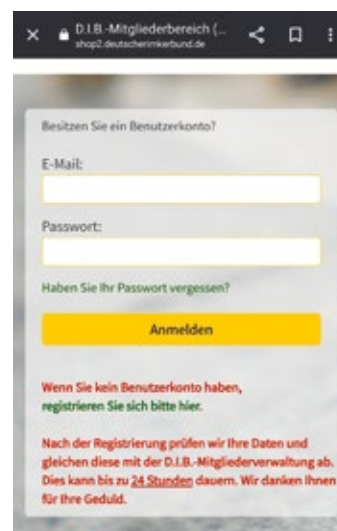 D.I.B.-Mitgliederbereich (...
shop2.deutscherimkerbund.de
Besitzen Sie ein Benutzerkonto?
E-Mail:
Passwort:
Haben Sie Ihr Passwort vergessen?
Anmelden
Wenn Sie kein Benutzerkonto haben,
registrieren Sie sich bitte hier.
Nach der Registrierung prüfen wir Ihre Daten und
gleichen diese mit der D.I.B.-Mitgliederverwaltung ab.
Dies kann bis zu 24 Stunden dauern. Wir danken Ihnen
für Ihre Geduld.